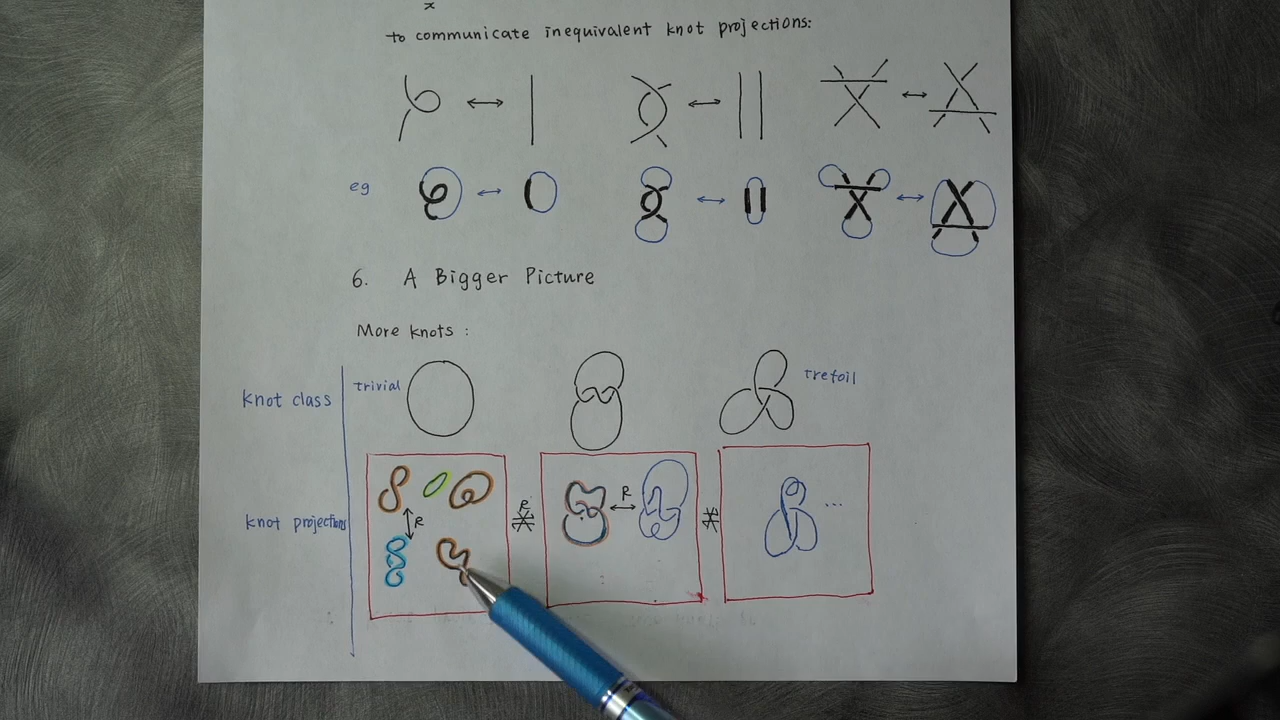 x
to communicate inequivalent knot projections:
eg
6. A Bigger Picture
More knots :
knot class
trivial
trefoil
knot projections
R
R
R
...